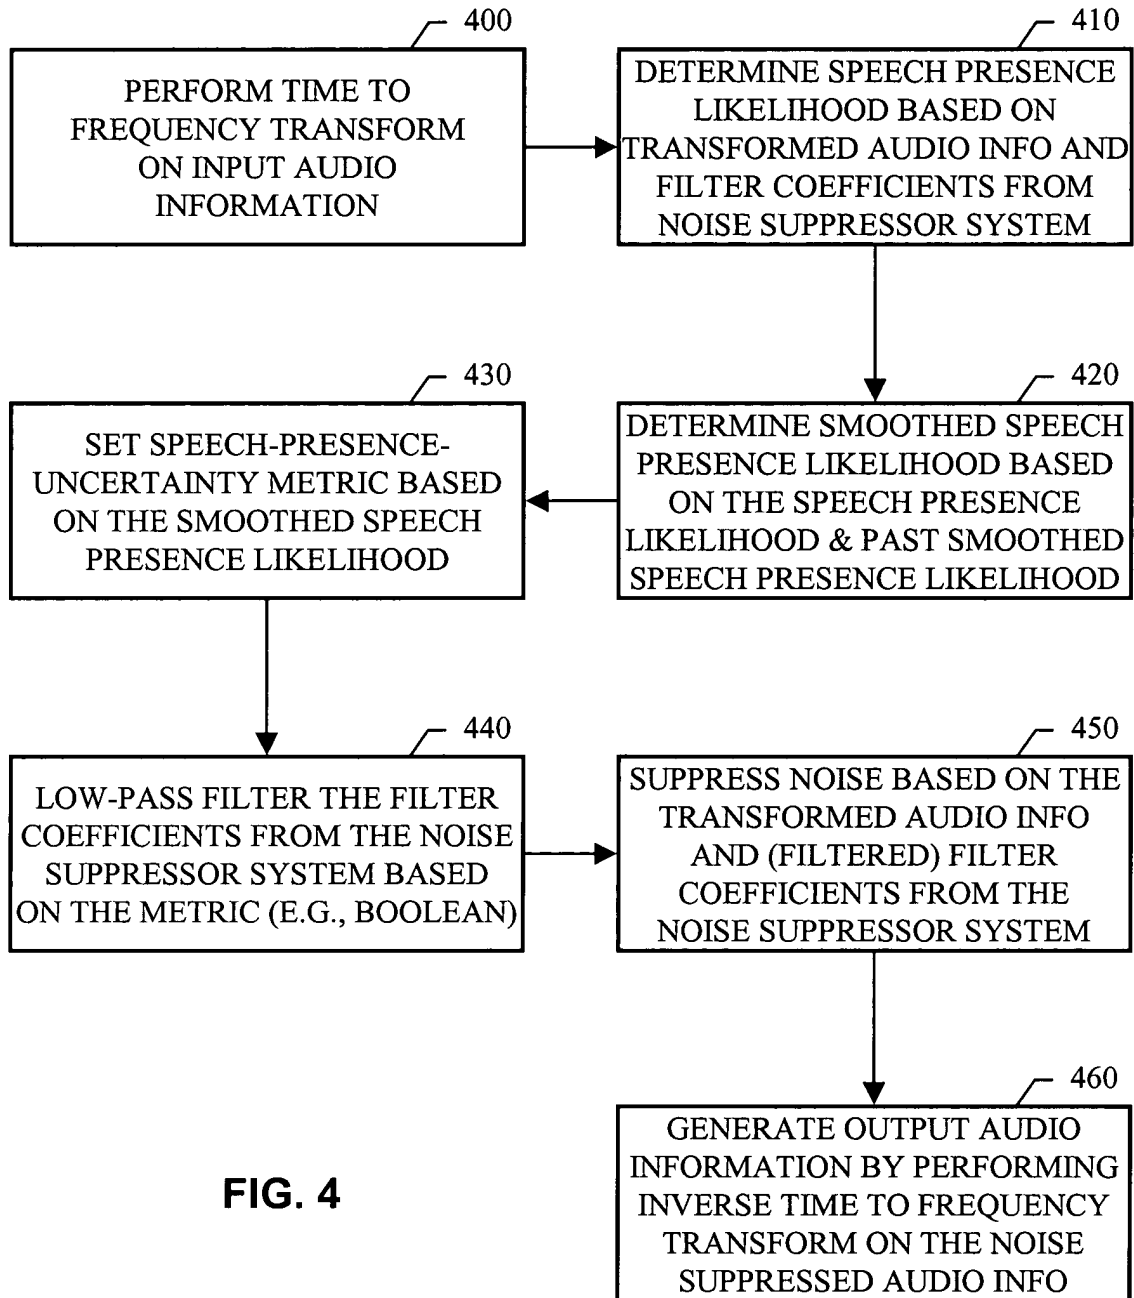 400
PERFORM TIME TO
FREQUENCY TRANSFORM
ON INPUT AUDIO
INFORMATION
410
DETERMINE SPEECH PRESENCE
LIKELIHOOD BASED ON
TRANSFORMED AUDIO INFO AND
FILTER COEFFICIENTS FROM
NOISE SUPPRESSOR SYSTEM
420
DETERMINE SMOOTHED SPEECH
PRESENCE LIKELIHOOD BASED
ON THE SPEECH PRESENCE
LIKELIHOOD & PAST SMOOTHED
SPEECH PRESENCE LIKELIHOOD
430
SET SPEECH-PRESENCE-
UNCERTAINTY METRIC BASED
ON THE SMOOTHED SPEECH
PRESENCE LIKELIHOOD
440
LOW-PASS FILTER THE FILTER
COEFFICIENTS FROM THE NOISE
SUPPRESSOR SYSTEM BASED
ON THE METRIC (E.G., BOOLEAN)
450
SUPPRESS NOISE BASED ON THE
TRANSFORMED AUDIO INFO
AND (FILTERED) FILTER
COEFFICIENTS FROM THE
NOISE SUPPRESSOR SYSTEM
460
GENERATE OUTPUT AUDIO
INFORMATION BY PERFORMING
INVERSE TIME TO FREQUENCY
TRANSFORM ON THE NOISE
SUPPRESSED AUDIO INFO
FIG. 4